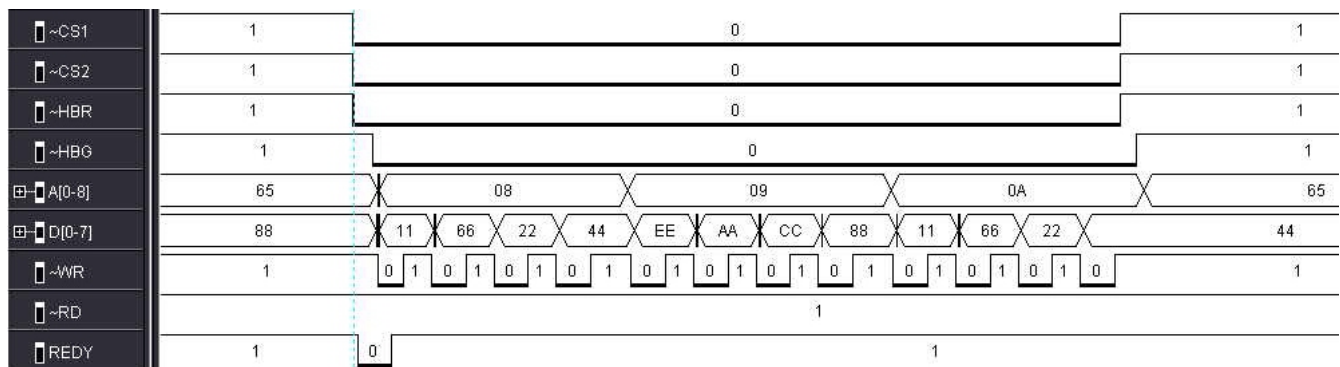 ~CS1 1 0 1
~CS2 1 0 1
~HBR 1 0 1
~HBG 1 0 1
A[0-8] 65 08 09 0A 65
D[0-7] 88 11 66 22 44 EE AA CC 88 11 66 22 44
~WR 1 0 1 0 1 0 1 0 1 0 1 0 1 0 1 0 1 0 1 0 1 0 1 0 1
~RD 1
REDY 1 0 1